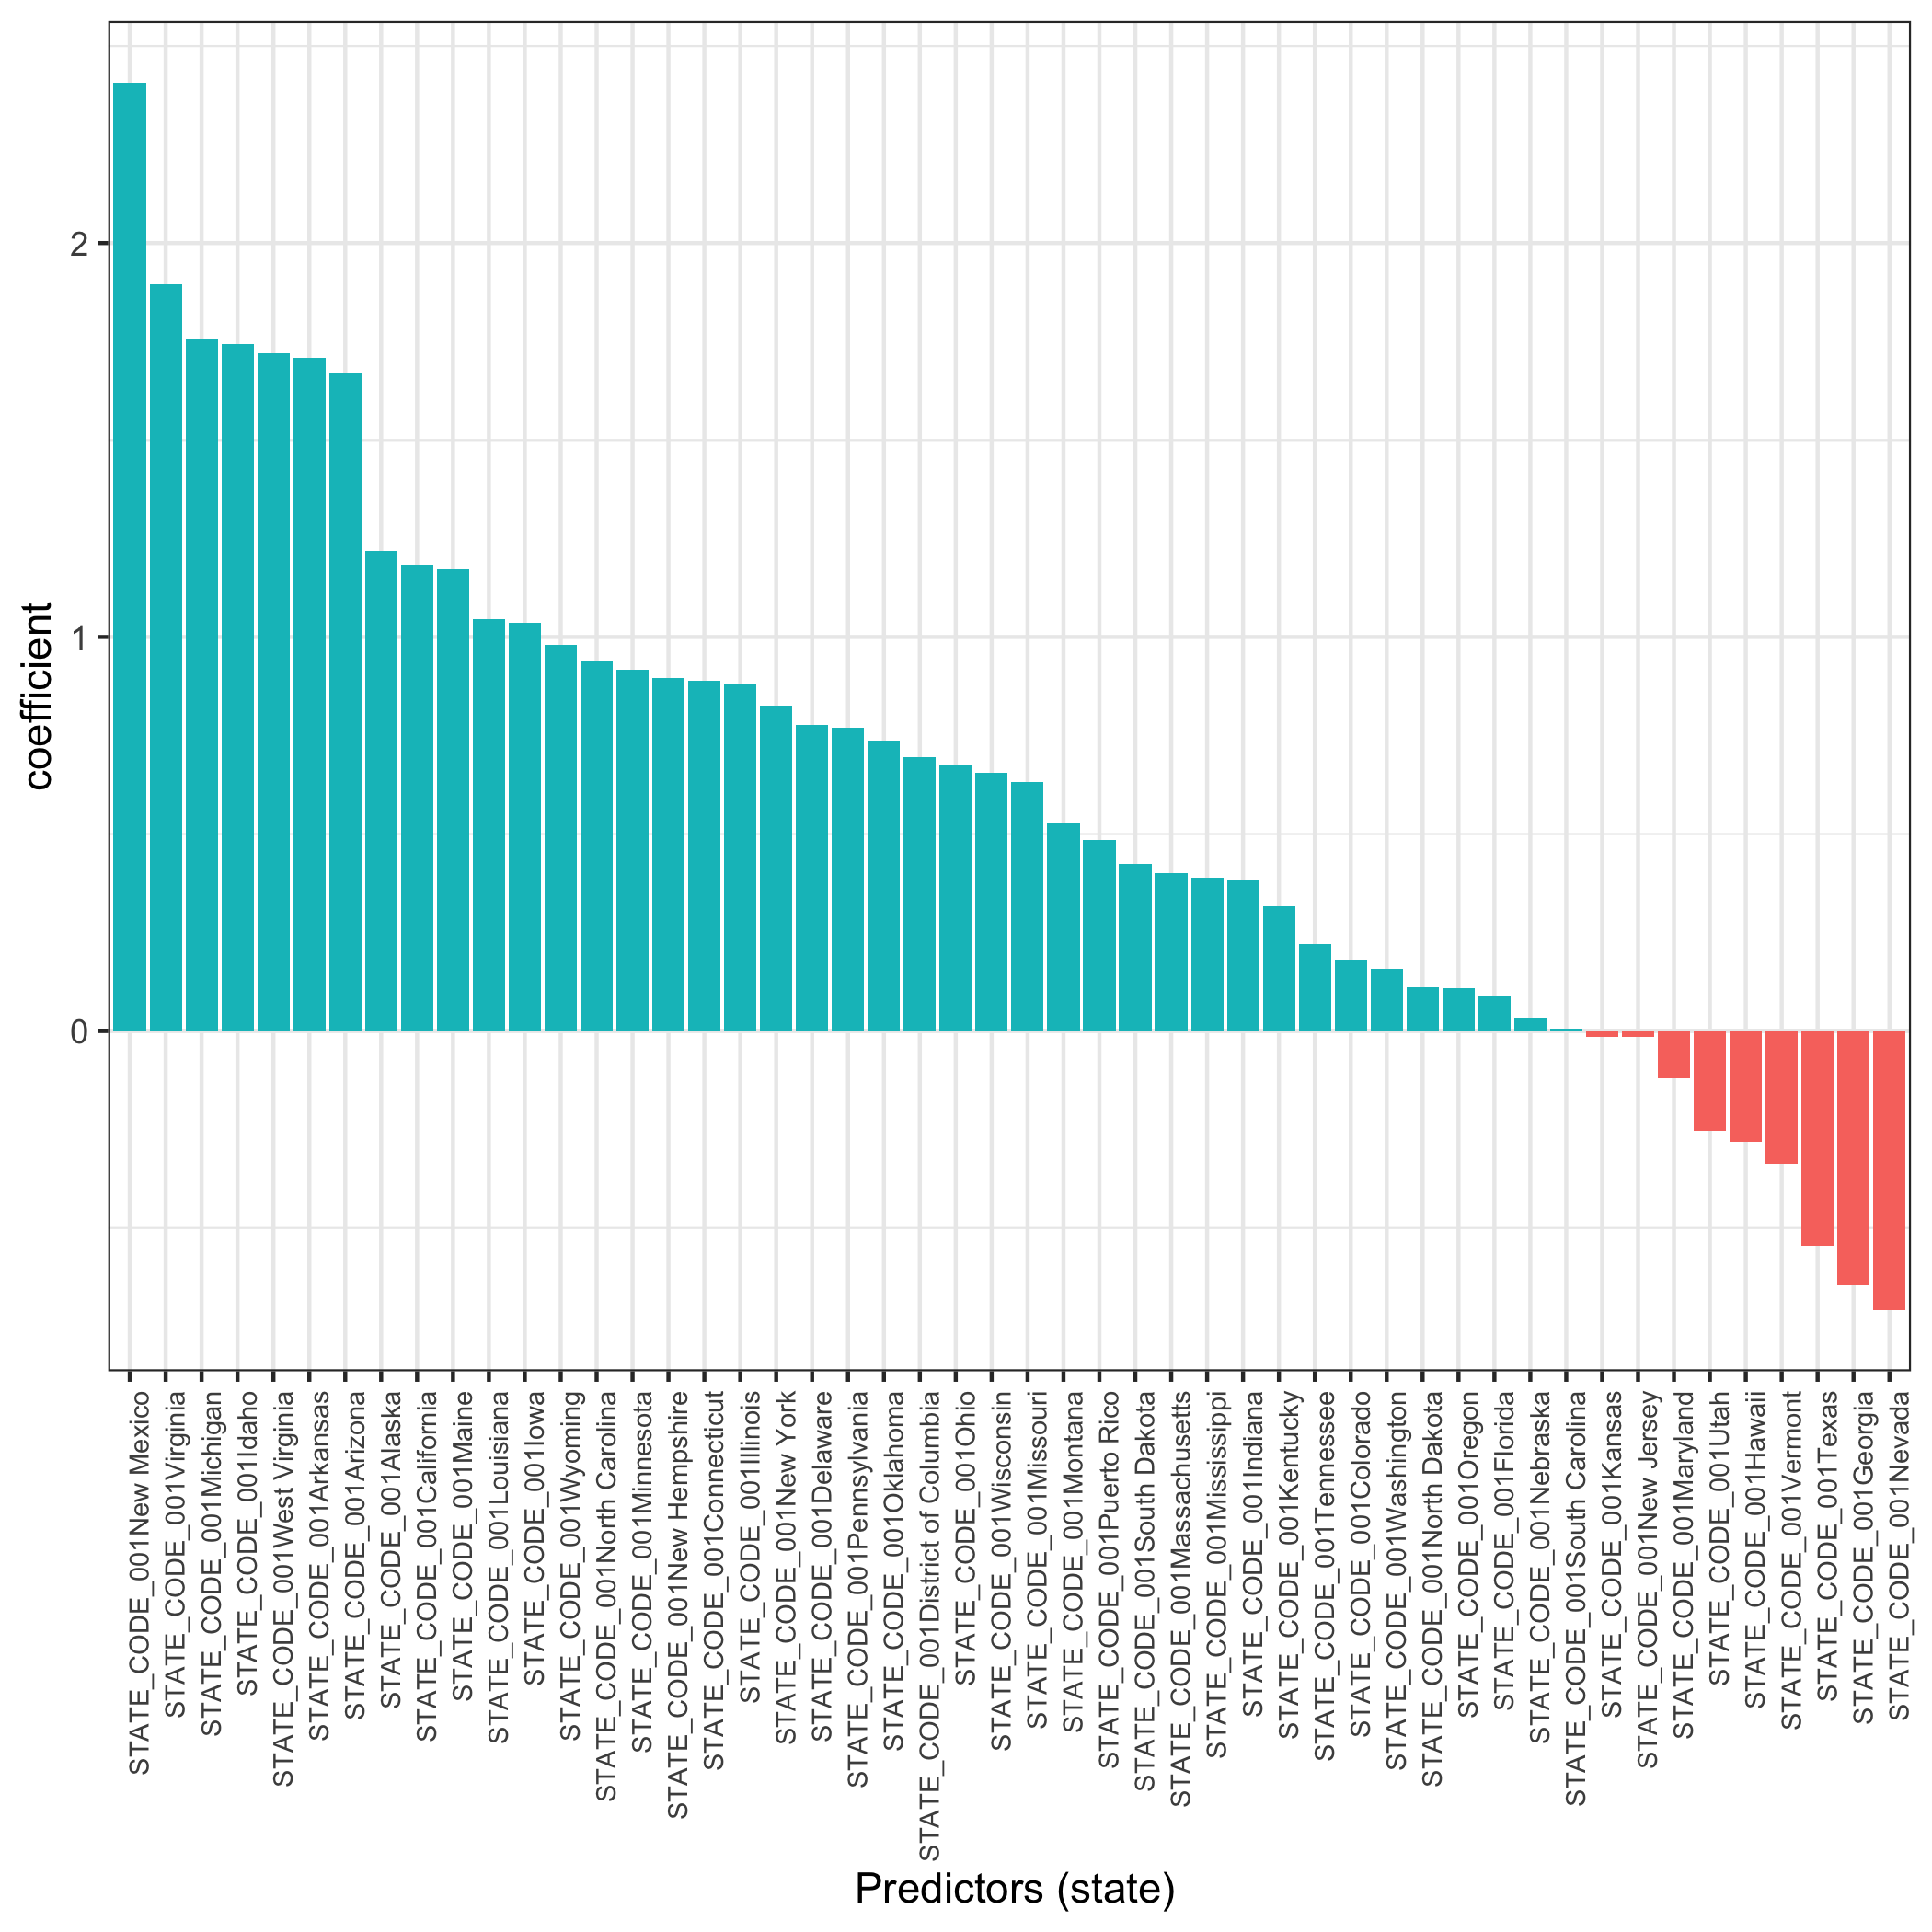 coefficient
2
1
0
STATE_CODE_001New Mexico
STATE_CODE_001Virginia
STATE_CODE_001Michigan
STATE_CODE_001Idaho
STATE_CODE_001West Virginia
STATE_CODE_001Arkansas
STATE_CODE_001Arizona
STATE_CODE_001Alaska
STATE_CODE_001California
STATE_CODE_001Maine
STATE_CODE_001Louisiana
STATE_CODE_001Iowa
STATE_CODE_001Wyoming
STATE_CODE_001North Carolina
STATE_CODE_001Minnesota
STATE_CODE_001New Hempshire
STATE_CODE_001Connecticut
STATE_CODE_001Illinois
STATE_CODE_001New York
STATE_CODE_001Delaware
STATE_CODE_001Pennsylvania
STATE_CODE_001Oklahoma
STATE_CODE_001District of Columbia
STATE_CODE_001Ohio
STATE_CODE_001Wisconsin
STATE_CODE_001Missouri
STATE_CODE_001Montana
STATE_CODE_001Puerto Rico
STATE_CODE_001South Dakota
STATE_CODE_001Massachusetts
STATE_CODE_001Mississippi
STATE_CODE_001Indiana
STATE_CODE_001Kentucky
STATE_CODE_001Tennessee
STATE_CODE_001Colorado
STATE_CODE_001Washington
STATE_CODE_001North Dakota
STATE_CODE_001Oregon
STATE_CODE_001Florida
STATE_CODE_001Nebraska
STATE_CODE_001South Carolina
STATE_CODE_001Kansas
STATE_CODE_001New Jersey
STATE_CODE_001Maryland
STATE_CODE_001Utah
STATE_CODE_001Hawaii
STATE_CODE_001Vermont
STATE_CODE_001Texas
STATE_CODE_001Georgia
STATE_CODE_001Nevada
Predictors (state)